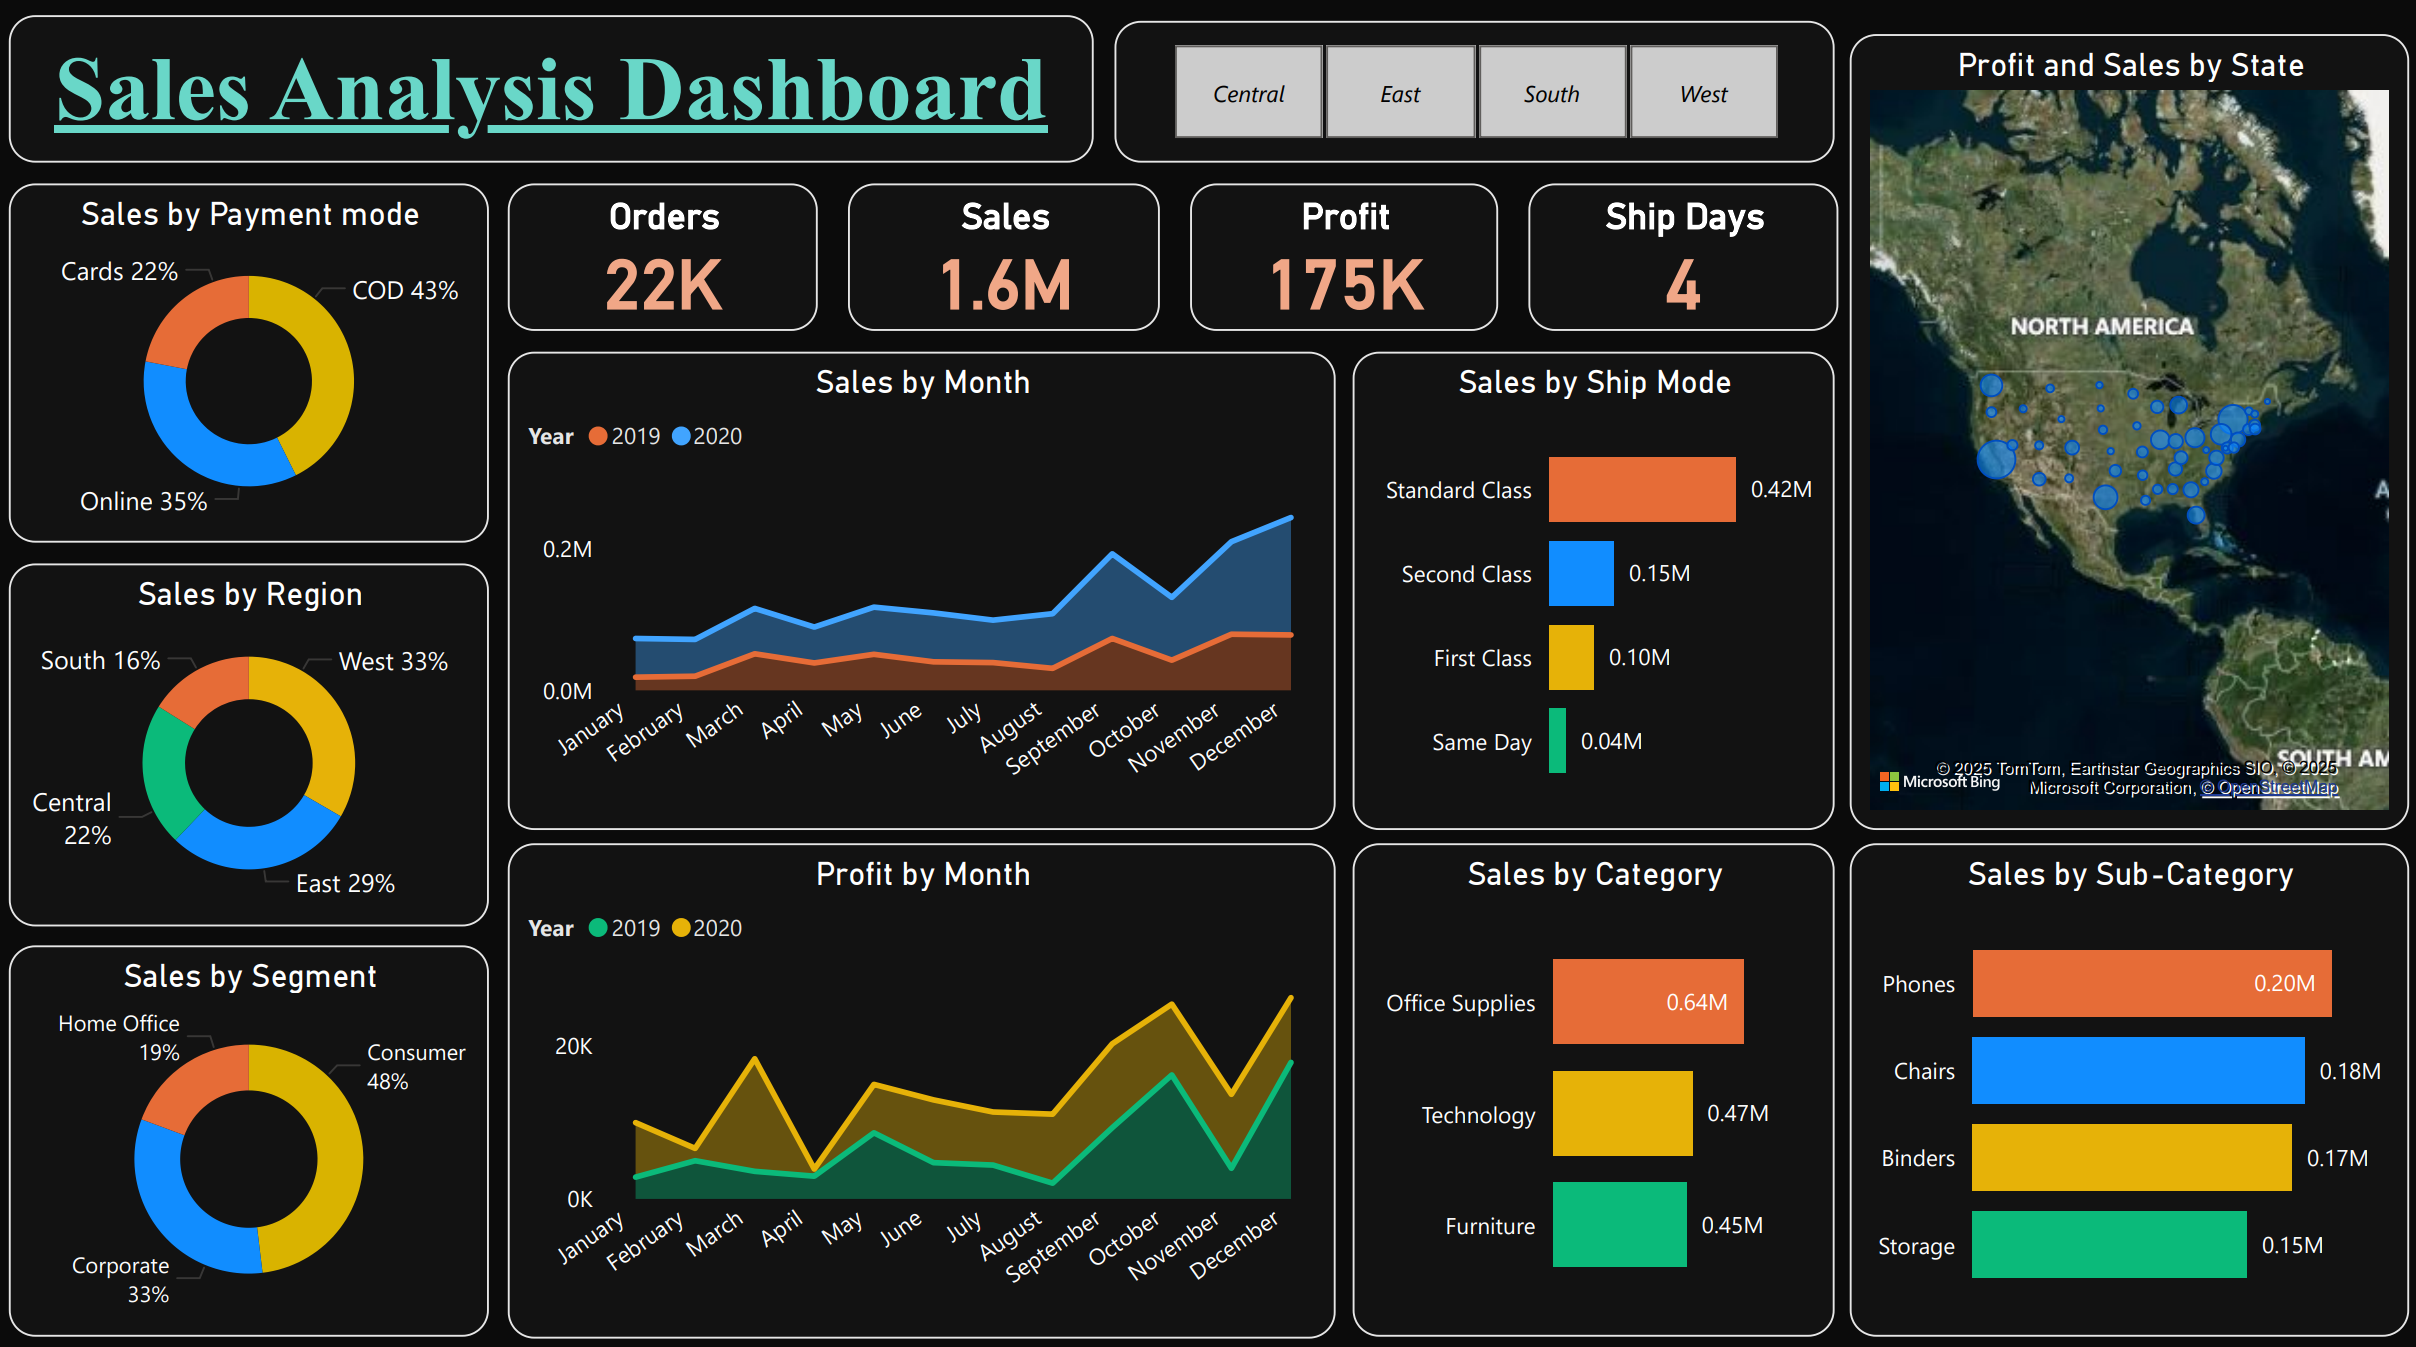 Sales Analysis Dashboard
Central
East
South
West
Sales by Payment mode
Cards 22%
COD 43%
Online 35%
Sales by Region
South 16%
West 33%
Central
22%
East 29%
Sales by Segment
Home Office
19%
Consumer
48%
Corporate
33%
Orders
22K
Sales
1.6M
Profit
175K
Ship Days
4
Sales by Month
Year 2019 2020
0.2M
0.0M
January
February
March
April
May
June
July
August
September
October
November
December
Profit by Month
Year 2019 2020
20K
0K
January
February
March
April
May
June
July
August
September
October
November
December
Sales by Ship Mode
Standard Class 0.42M
Second Class 0.15M
First Class 0.10M
Same Day 0.04M
Sales by Category
Office Supplies 0.64M
Technology 0.47M
Furniture 0.45M
Profit and Sales by State
NORTH AMERICA
A
SOUTH AM
Microsoft Bing
© 2025 TomTom, Earthstar Geographics SIO, © 2025
Microsoft Corporation, © OpenStreetMap
Sales by Sub-Category
Phones 0.20M
Chairs 0.18M
Binders 0.17M
Storage 0.15M